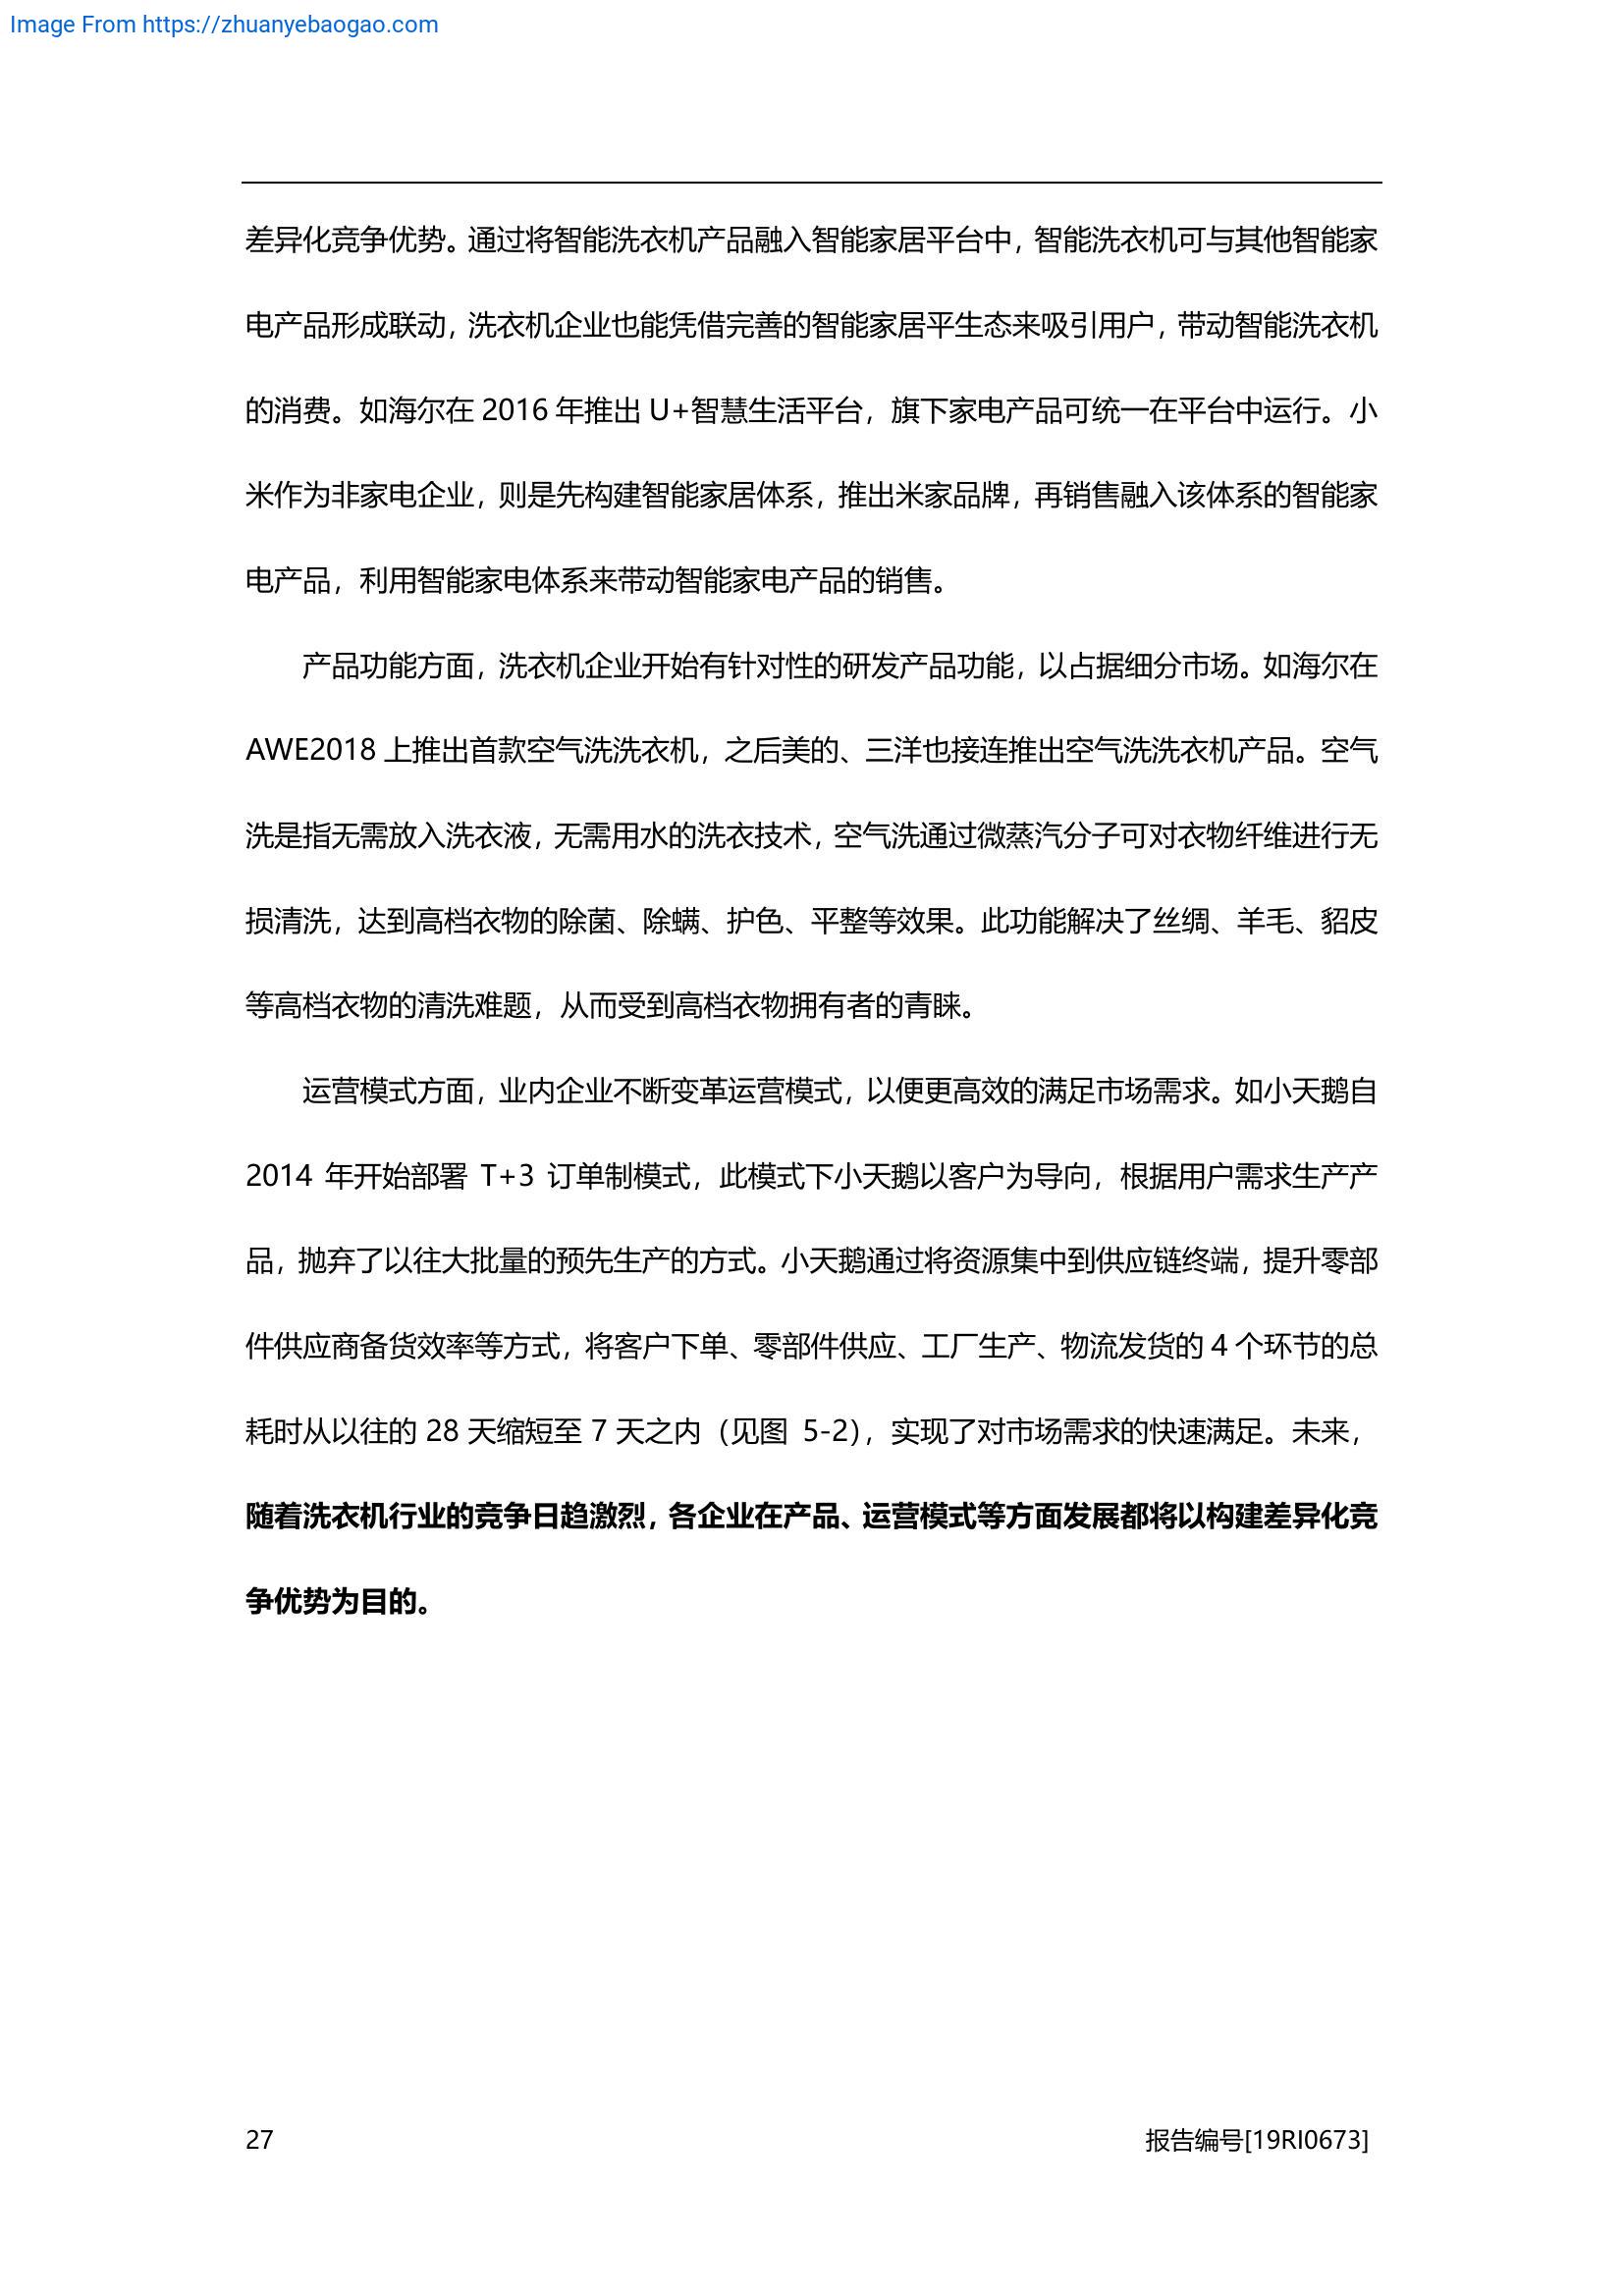 Image From https://zhuanyebaogao.com
差异化竞争优势。通过将智能洗衣机产品融入智能家居平台中，智能洗衣机可与其他智能家
电产品形成联动，洗衣机企业也能凭借完善的智能家居平生态来吸引用户，带动智能洗衣机
的消费。如海尔在 2016 年推出 U+智慧生活平台，旗下家电产品可统一在平台中运行。小
米作为非家电企业，则是先构建智能家居体系，推出米家品牌，再销售融入该体系的智能家
电产品，利用智能家电体系来带动智能家电产品的销售。
产品功能方面，洗衣机企业开始有针对性的研发产品功能，以占据细分市场。如海尔在
AWE2018 上推出首款空气洗洗衣机，之后美的、三洋也接连推出空气洗洗衣机产品。空气
洗是指无需放入洗衣液，无需用水的洗衣技术，空气洗通过微蒸汽分子可对衣物纤维进行无
损清洗，达到高档衣物的除菌、除螨、护色、平整等效果。此功能解决了丝绸、羊毛、貂皮
等高档衣物的清洗难题，从而受到高档衣物拥有者的青睐。
运营模式方面，业内企业不断变革运营模式，以便更高效的满足市场需求。如小天鹅自
2014 年开始部署 T+3 订单制模式，此模式下小天鹅以客户为导向，根据用户需求生产产
品，抛弃了以往大批量的预先生产的方式。小天鹅通过将资源集中到供应链终端，提升零部
件供应商备货效率等方式，将客户下单、零部件供应、工厂生产、物流发货的 4 个环节的总
耗时从以往的 28 天缩短至 7 天之内（见图 5-2），实现了对市场需求的快速满足。未来，
随着洗衣机行业的竞争日趋激烈，各企业在产品、运营模式等方面发展都将以构建差异化竞
争优势为目的。
27
报告编号[19RI0673]